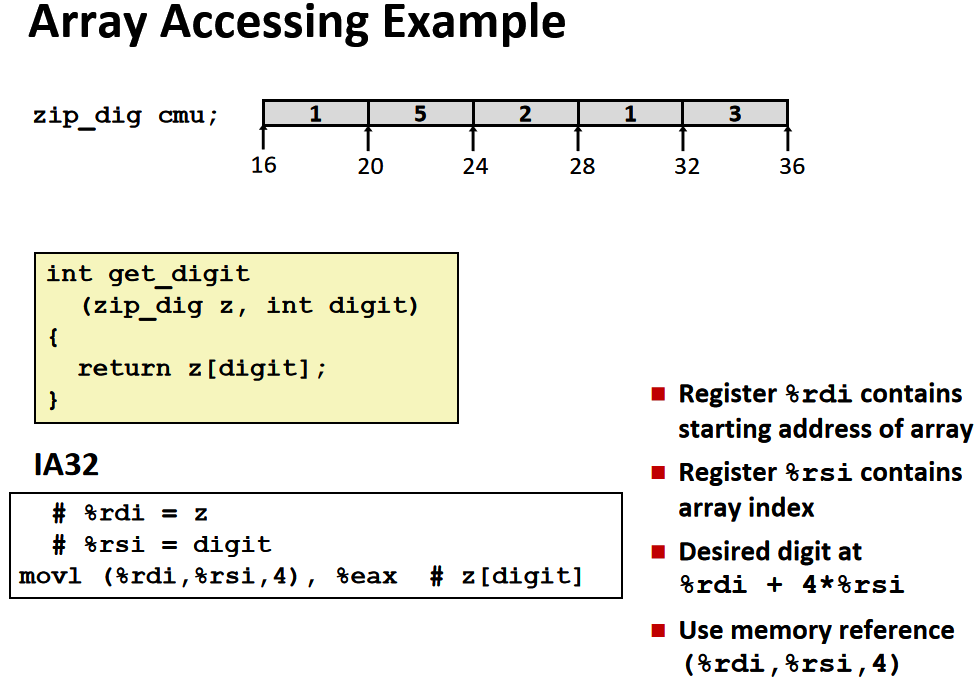 Array Accessing Example
zip_dig cmu;
1 5 2 1 3
16 20 24 28 32 36
int get_digit
(zip_dig z, int digit)
{
return z[digit];
}
IA32
# %rdi = z
# %rsi = digit
movl (%rdi,%rsi,4), %eax # z[digit]
Register %rdi contains
starting address of array
Register %rsi contains
array index
Desired digit at
%rdi + 4*%rsi
Use memory reference
(%rdi,%rsi,4)